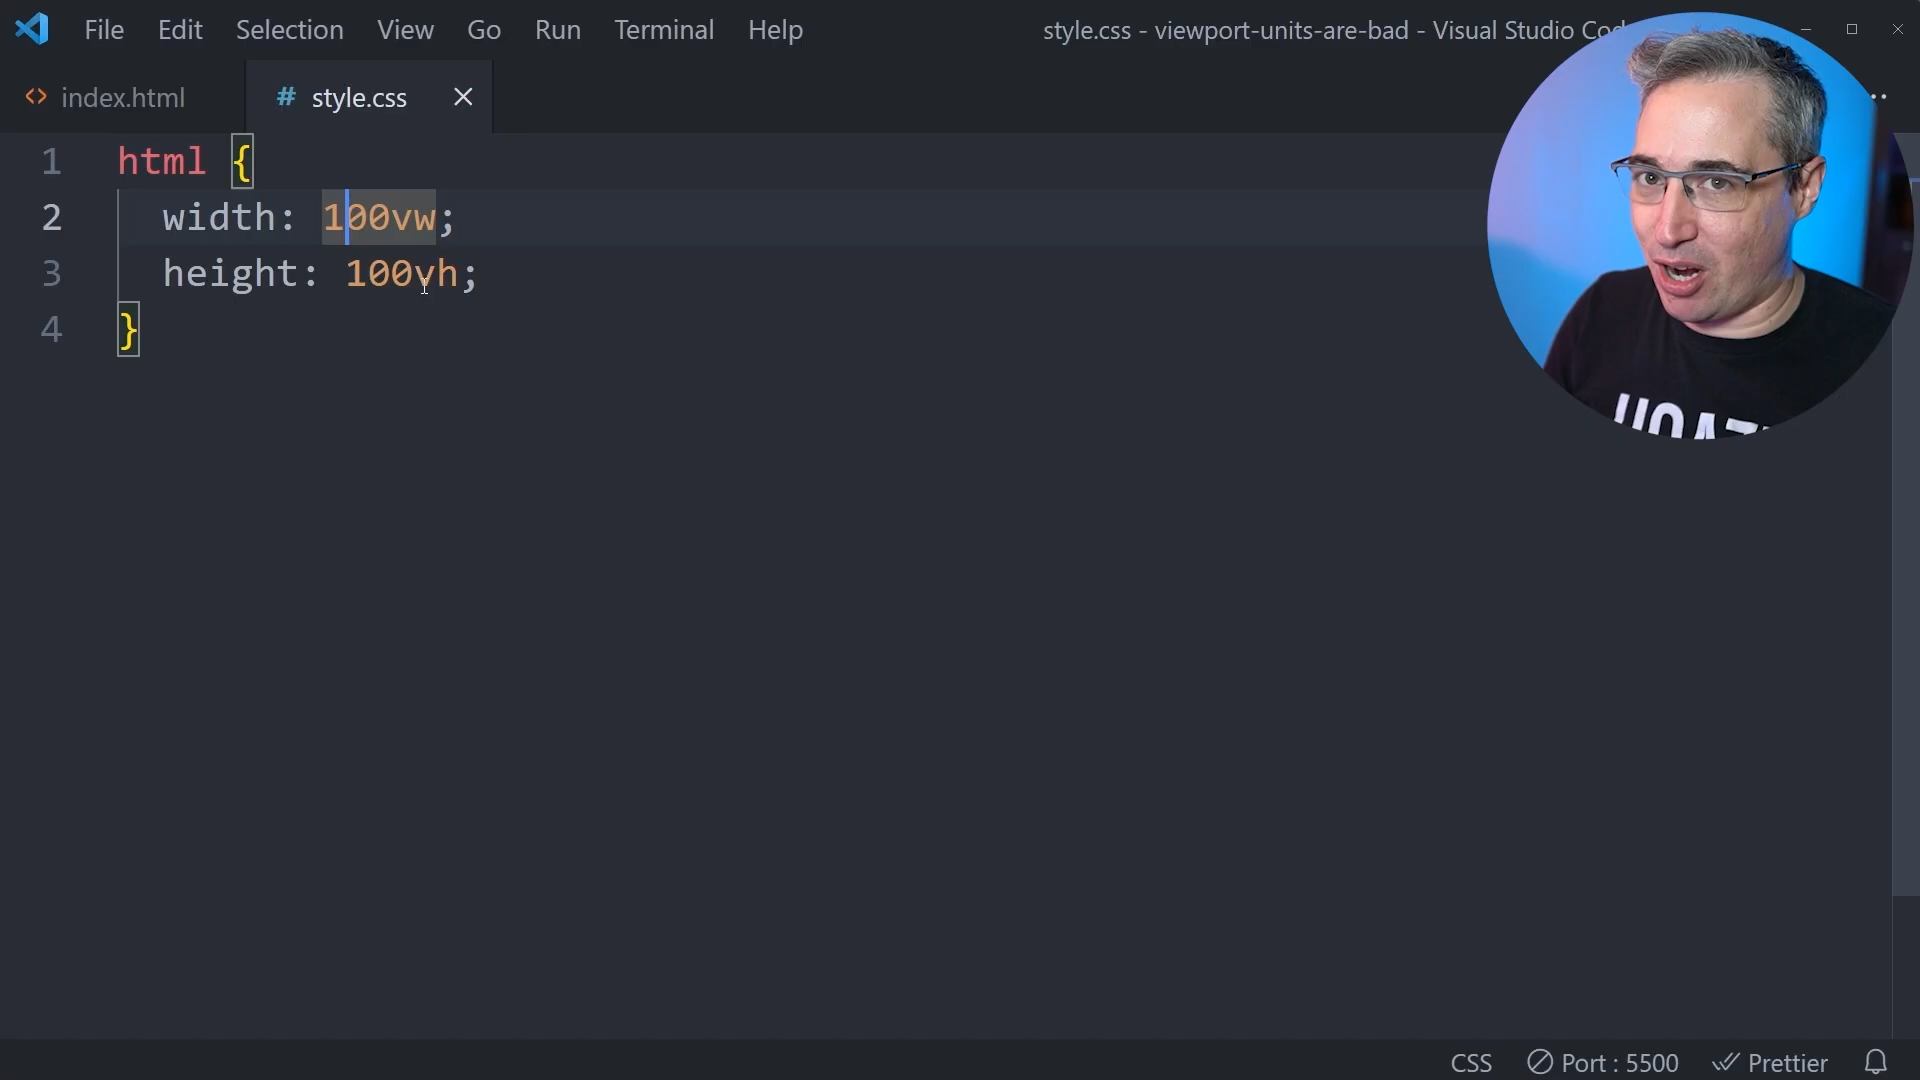 File Edit Selection View Go Run Terminal Help
style.css - viewport-units-are-bad - Visual Studio
index.html
# style.css
1 html {
2 width: 100vw;
3 height: 100vh;
4 }
CSS Port : 5500 Prettier